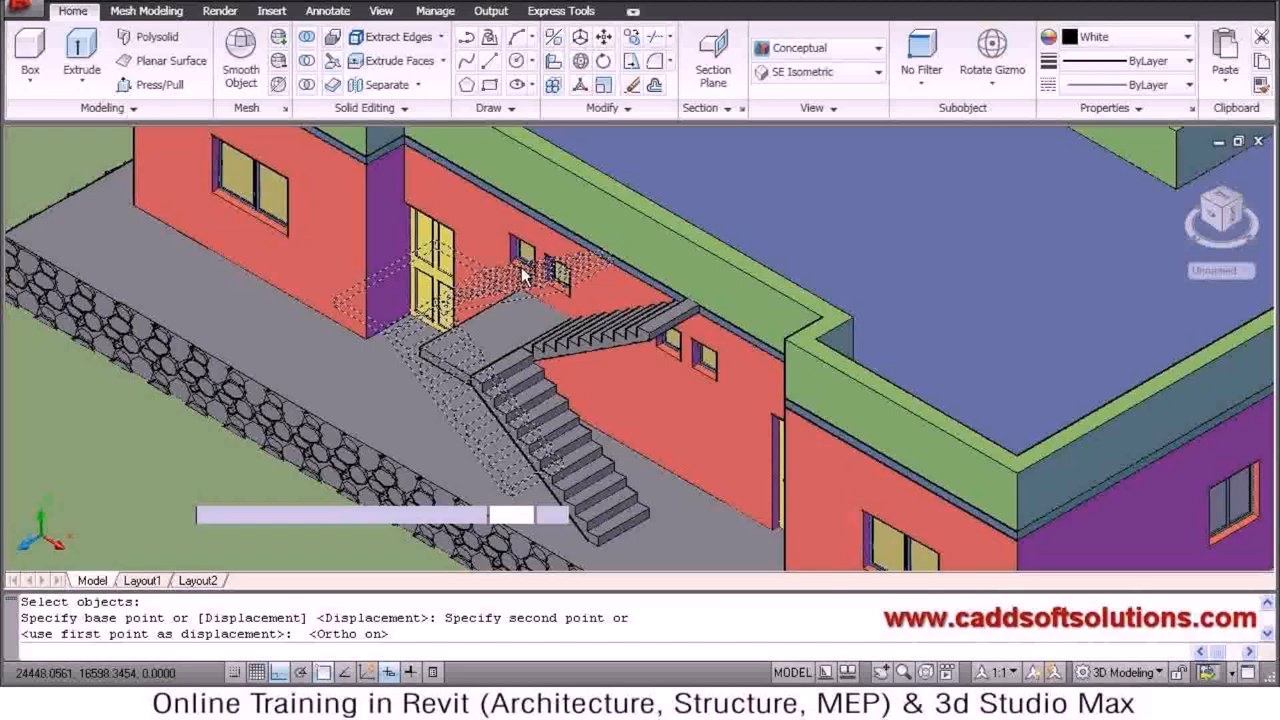 Home Mesh Modeling Render Insert Annotate View Manage Output Express Tools
Polysolid Extract Edges White
Planar Surface Extrude Faces Conceptual ByLayer
Box Extrude Press/Pull Smooth Object Separate Section Plane SE Isometric No Filter Rotate Gizmo ByLayer Paste
Modeling Mesh Solid Editing Draw Modify Section View Subobject Properties Clipboard
Unnamed
Model Layout1 Layout2
Select objects:
Specify base point or [Displacement] <Displacement>: Specify second point or
<use first point as displacement>: <Ortho on>
www.caddsoftsolutions.com
24448.0561, 16598.3454, 0.0000 MODEL 1:1 3D Modeling
Online Training in Revit (Architecture, Structure, MEP) & 3d Studio Max